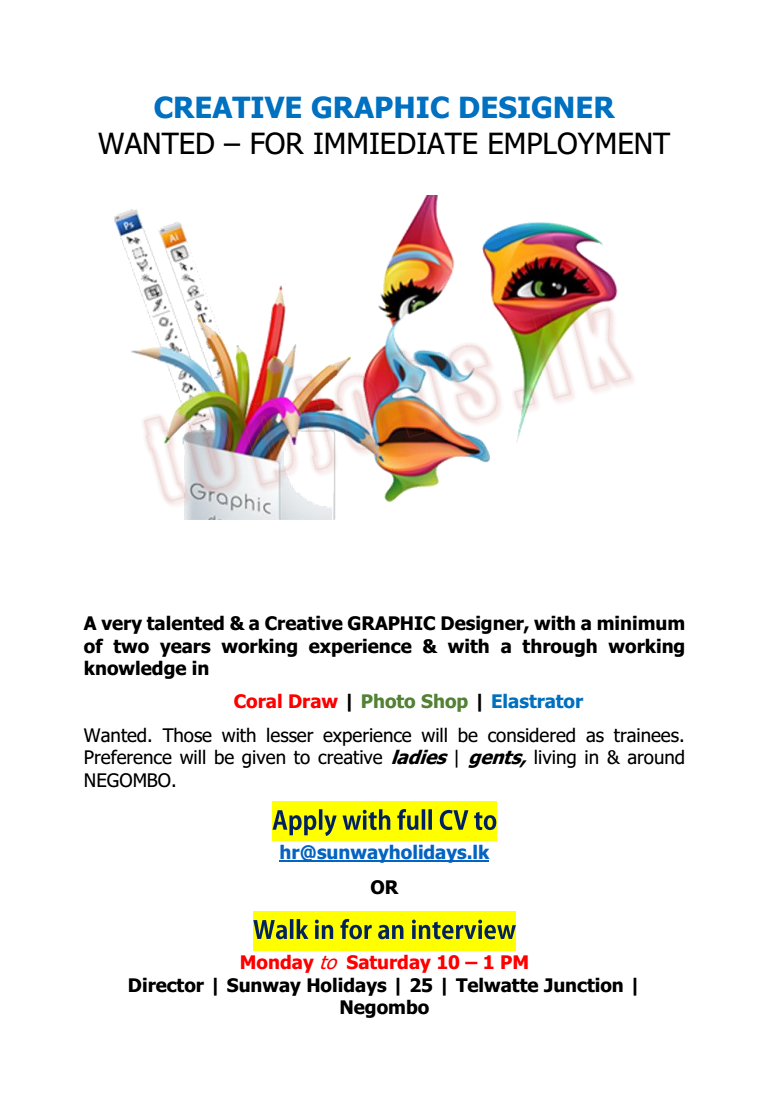 CREATIVE GRAPHIC DESIGNER
WANTED – FOR IMMIEDIATE EMPLOYMENT
Ps
Ai
topjobs.lk
Graphic
A very talented & a Creative GRAPHIC Designer, with a minimum
of two years working experience & with a through working
knowledge in
Coral Draw | Photo Shop | Elastrator
Wanted. Those with lesser experience will be considered as trainees.
Preference will be given to creative ladies | gents, living in & around
NEGOMBO.
Apply with full CV to
hr@sunwayholidays.lk
OR
Walk in for an interview
Monday to Saturday 10 – 1 PM
Director | Sunway Holidays | 25 | Telwatte Junction |
Negombo